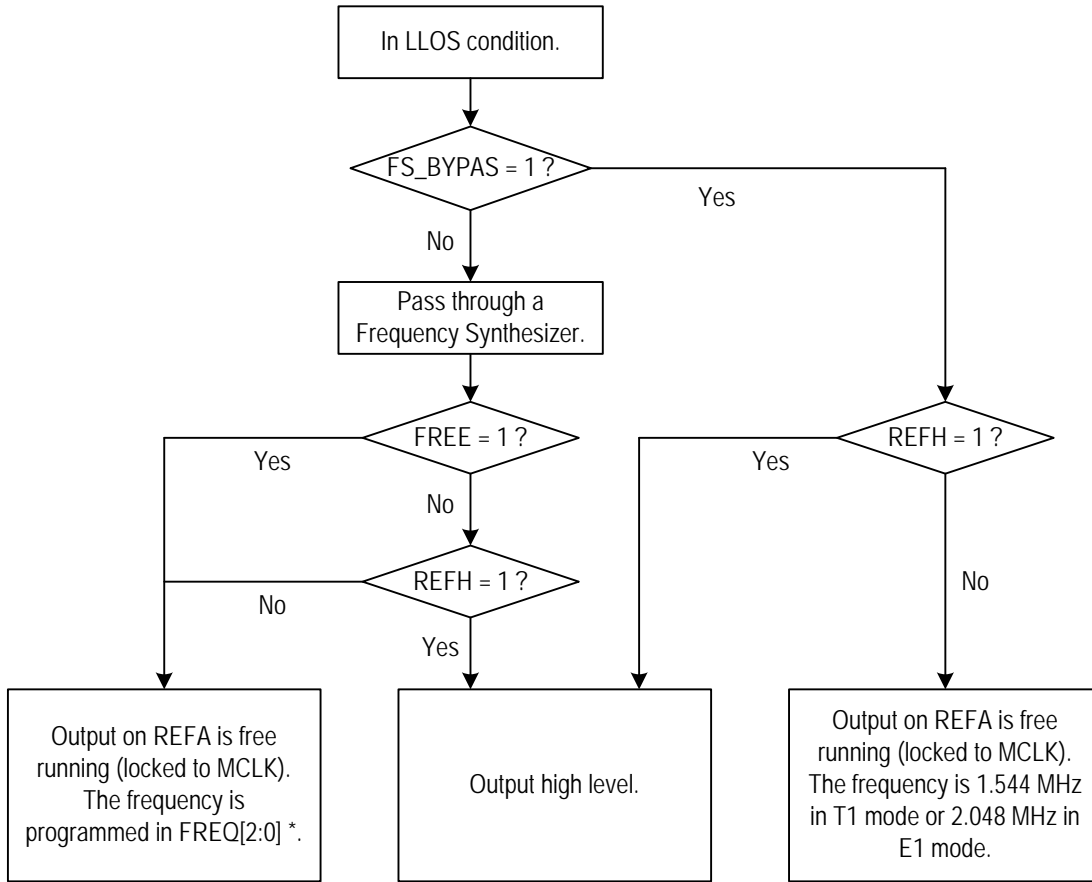 In LLOS condition.
FS_BYPAS = 1 ?
Yes
No
Pass through a
Frequency Synthesizer.
FREE = 1 ?
Yes
No
REFH = 1 ?
Yes
No
REFH = 1 ?
No
Yes
Output on REFA is free
running (locked to MCLK).
The frequency is
programmed in FREQ[2:0] *.
Output high level.
Output on REFA is free
running (locked to MCLK).
The frequency is 1.544 MHz
in T1 mode or 2.048 MHz in
E1 mode.